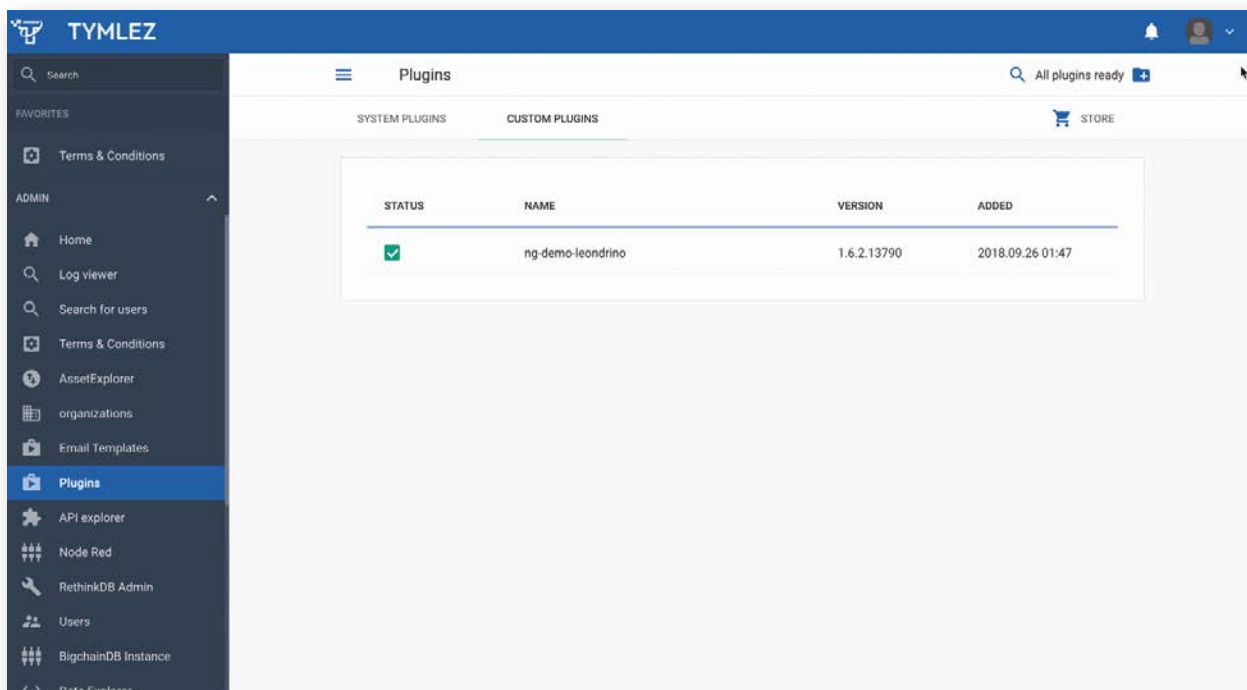 TYMLEZ
Search
FAVORITES
Terms & Conditions
ADMIN
Home
Log viewer
Search for users
Terms & Conditions
AssetExplorer
organizations
Email Templates
Plugins
API explorer
Node Red
RethinkDB Admin
Users
BigchainDB Instance
Plugins
All plugins ready
SYSTEM PLUGINS
CUSTOM PLUGINS
STORE
STATUS NAME VERSION ADDED
ng-demo-leondrino 1.6.2.13790 2018.09.26 01:47